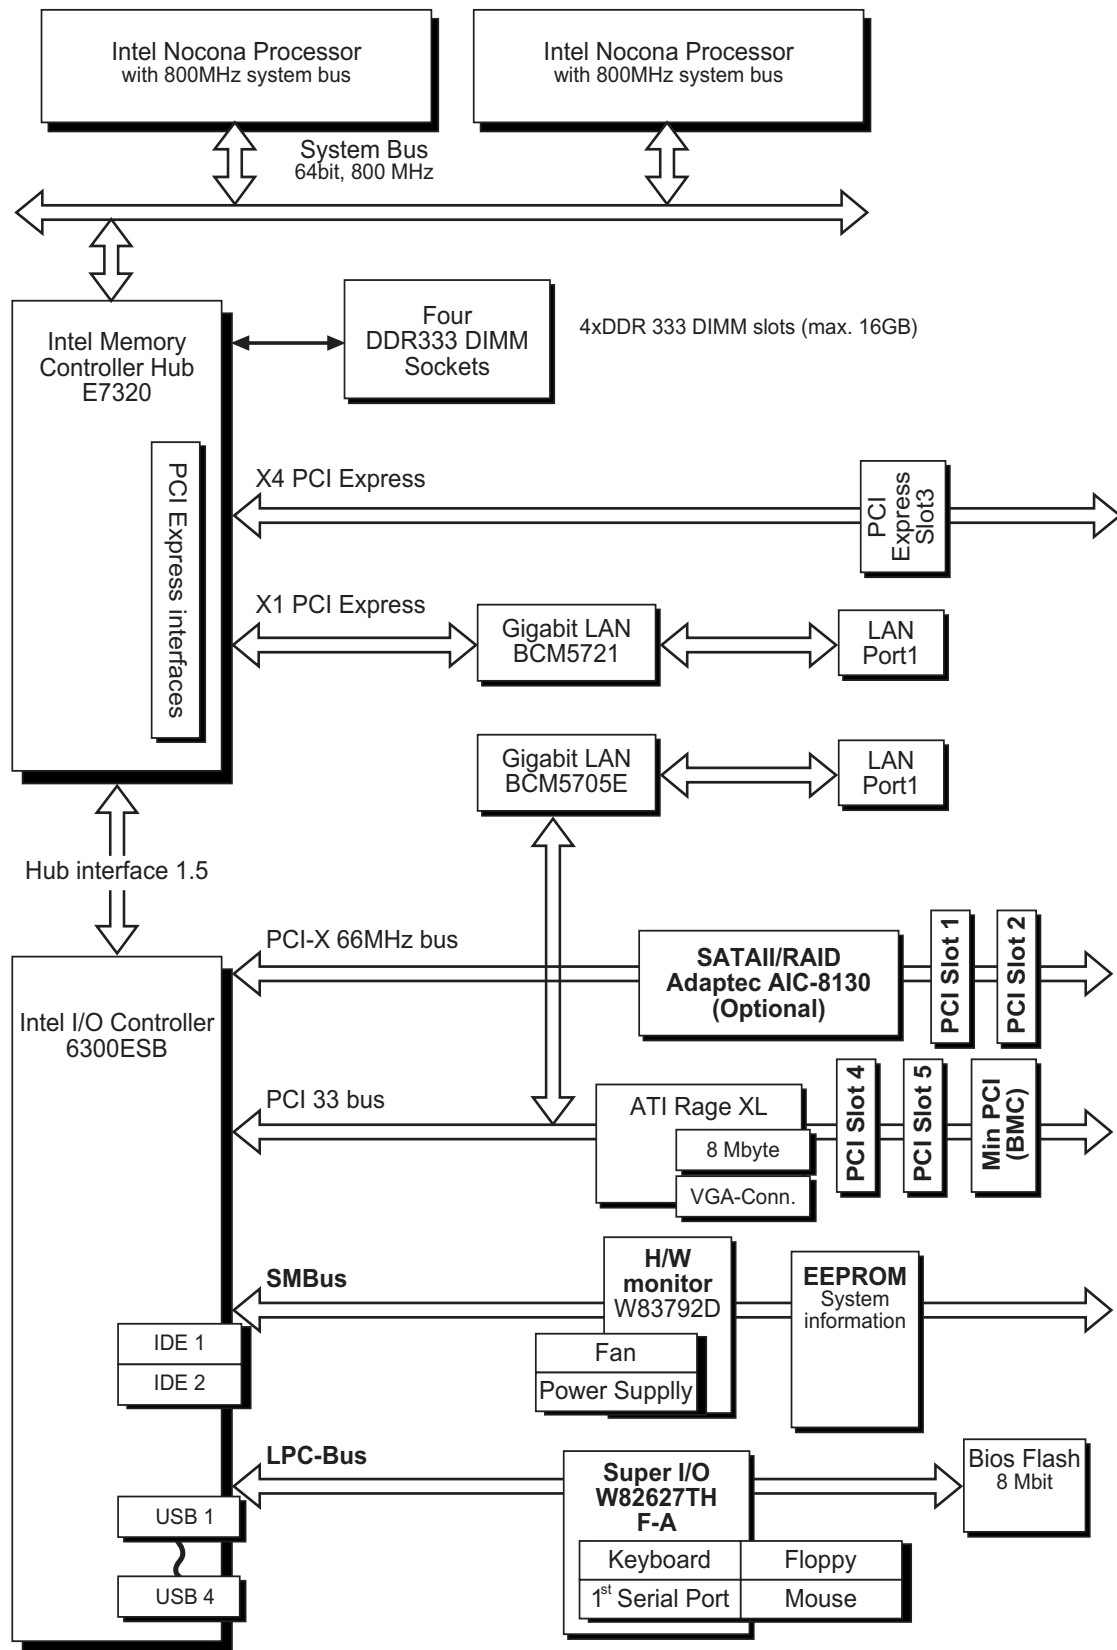 Intel Nocona Processor
with 800MHz system bus
Intel Nocona Processor
with 800MHz system bus
System Bus
64bit, 800 MHz
Intel Memory
Controller Hub
E7320
Four
DDR333 DIMM
Sockets
4xDDR 333 DIMM slots (max. 16GB)
PCI Express interfaces
X4 PCI Express
PCI
Express
Slot3
X1 PCI Express
Gigabit LAN
BCM5721
LAN
Port1
Gigabit LAN
BCM5705E
LAN
Port1
Hub interface 1.5
Intel I/O Controller
6300ESB
PCI-X 66MHz bus
SATAII/RAID
Adaptec AIC-8130
(Optional)
PCI Slot 1
PCI Slot 2
PCI 33 bus
ATI Rage XL
8 Mbyte
VGA-Conn.
PCI Slot 4
PCI Slot 5
Min PCI
(BMC)
SMBus
H/W
monitor
W83792D
Fan
Power Supplly
EEPROM
System
information
IDE 1
IDE 2
LPC-Bus
Super I/O
W82627TH
F-A
Keyboard
Floppy
1st Serial Port
Mouse
Bios Flash
8 Mbit
USB 1
USB 4